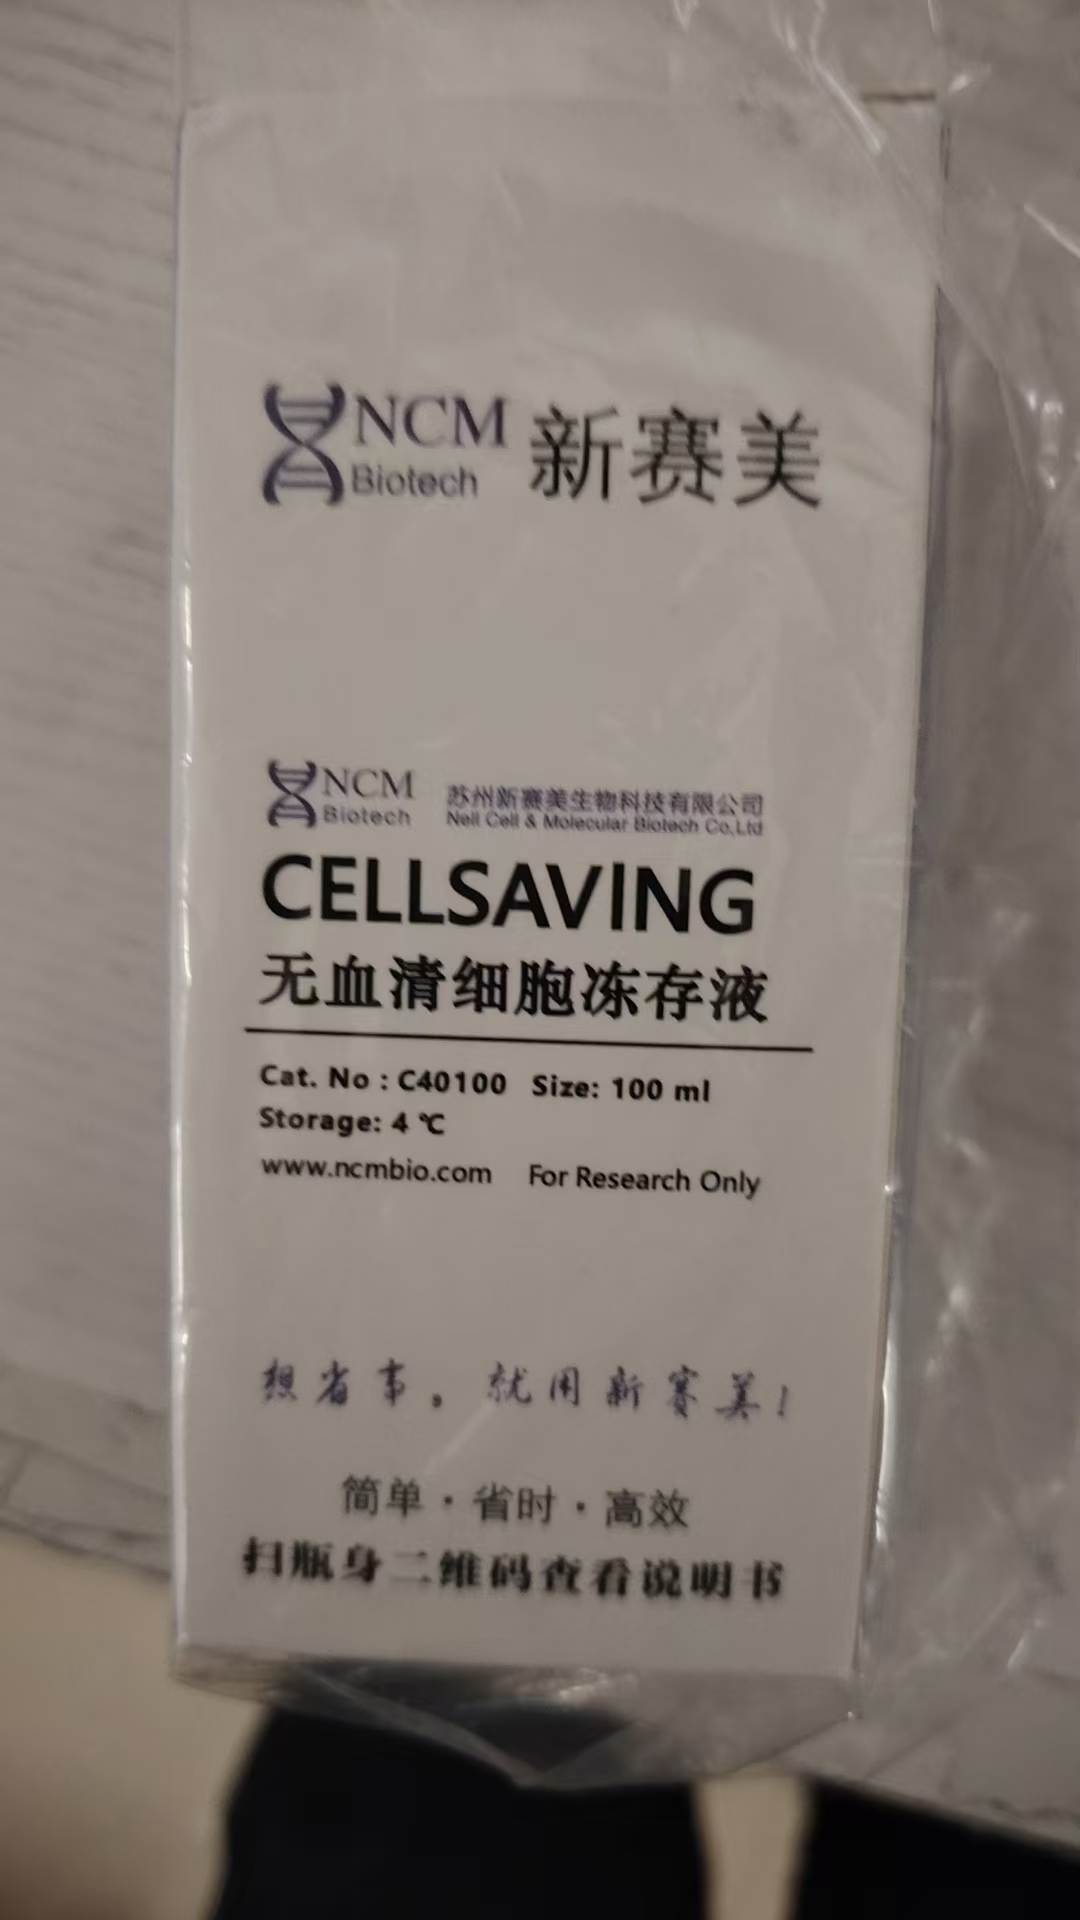 NCM 新赛美
Biotech
NCM 苏州新赛美生物科技有限公司
Biotech Nell Cell & Molecular Biotech Co,Ltd
CELLSAVING
无血清细胞冻存液
Cat. No : C40100 Size: 100 ml
Storage: 4 ℃
www.ncmbio.com For Research Only
想省事。就用新赛美!
简单·省时·高效
扫瓶身二维码查看说明书